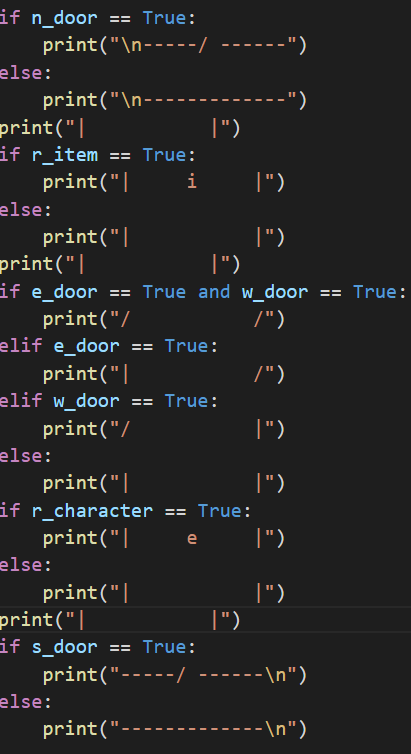 if n_door == True:
    print("\n-----/ ------")
else:
    print("\n-------------")
print("|           |")
if r_item == True:
    print("|     i     |")
else:
    print("|           |")
print("|           |")
if e_door == True and w_door == True:
    print("/           /")
elif e_door == True:
    print("|           /")
elif w_door == True:
    print("/           |")
else:
    print("|           |")
if r_character == True:
    print("|     e     |")
else:
    print("|           |")
print("|           |")
if s_door == True:
    print("-----/ ------\n")
else:
    print("-------------\n")